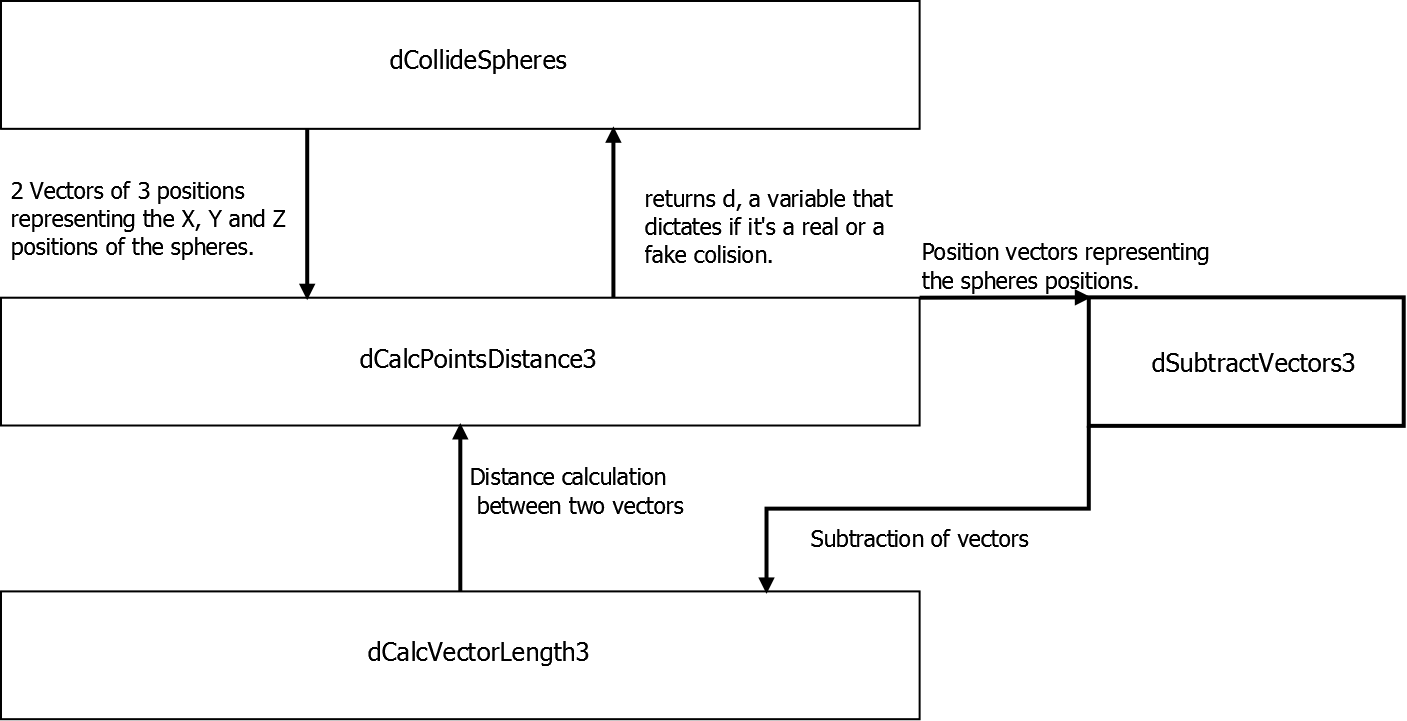 dCollideSpheres
2 Vectors of 3 positions
representing the X, Y and Z
positions of the spheres.
returns d, a variable that
dictates if it's a real or a
fake colision.
Position vectors representing
the spheres positions.
dCalcPointsDistance3
dSubtractVectors3
Distance calculation
between two vectors
Subtraction of vectors
dCalcVectorLength3